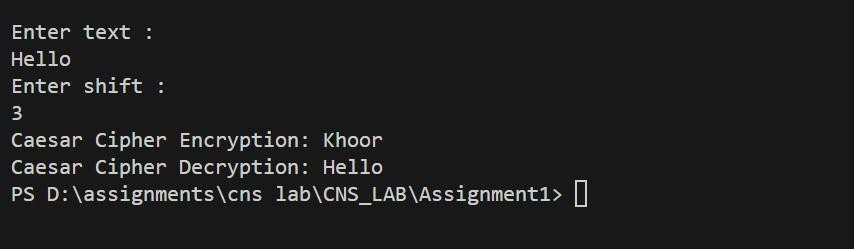 Enter text :
Hello
Enter shift :
3
Caesar Cipher Encryption: Khoor
Caesar Cipher Decryption: Hello
PS D:\assignments\cns lab\CNS_LAB\Assignment1>